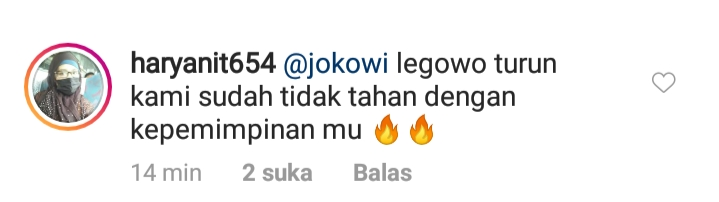 haryanit654 @jokowi legowo turun
kami sudah tidak tahan dengan
kepemimpinan mu 🔥🔥
14 min 2 suka Balas